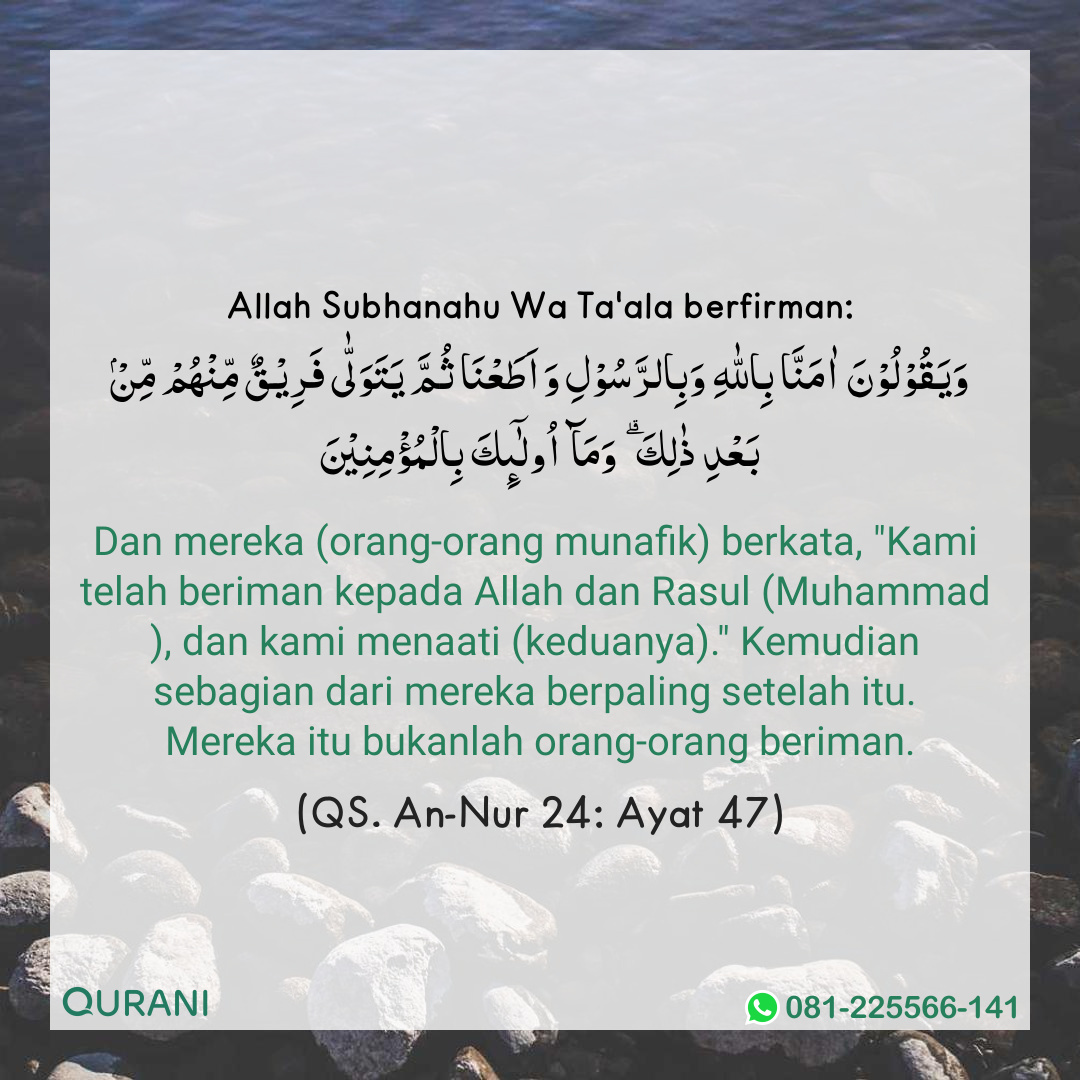 Allah Subhanahu Wa Ta'ala berfirman:
وَيَقُوْلُوْنَ اٰمَنَّا بِاللّٰهِ وَبِالرَّسُوْلِ وَاَطَعْنَا ثُمَّ يَتَوَلّٰى فَرِيْقٌ مِّنْهُمْ مِّنْۢ
بَعْدِ ذٰلِكَۗ وَمَآ اُولٰۤىِٕكَ بِالْمُؤْمِنِيْنَ
Dan mereka (orang-orang munafik) berkata, "Kami
telah beriman kepada Allah dan Rasul (Muhammad
), dan kami menaati (keduanya)." Kemudian
sebagian dari mereka berpaling setelah itu.
Mereka itu bukanlah orang-orang beriman.
(QS. An-Nur 24: Ayat 47)
QURANI
081-225566-141